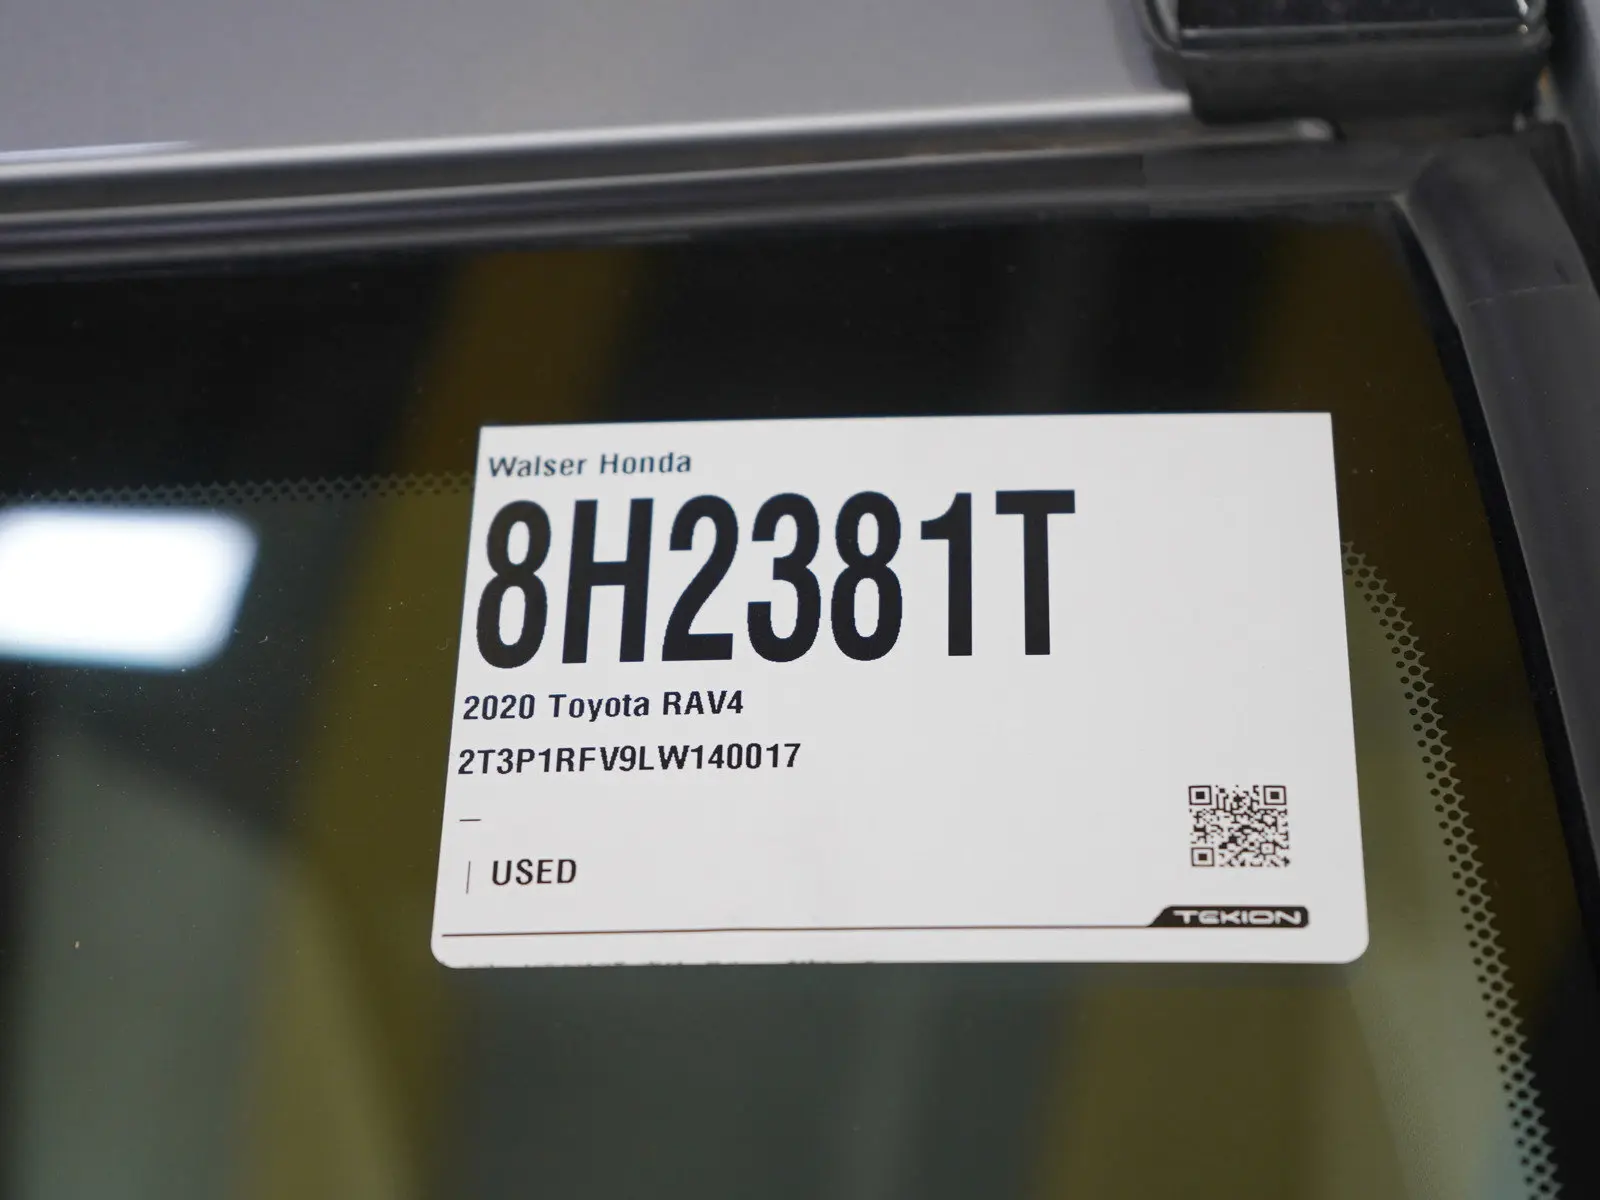 Walser Honda
8H2381T
2020 Toyota RAV4
2T3P1RFV9LW140017
—
| USED
TEKION